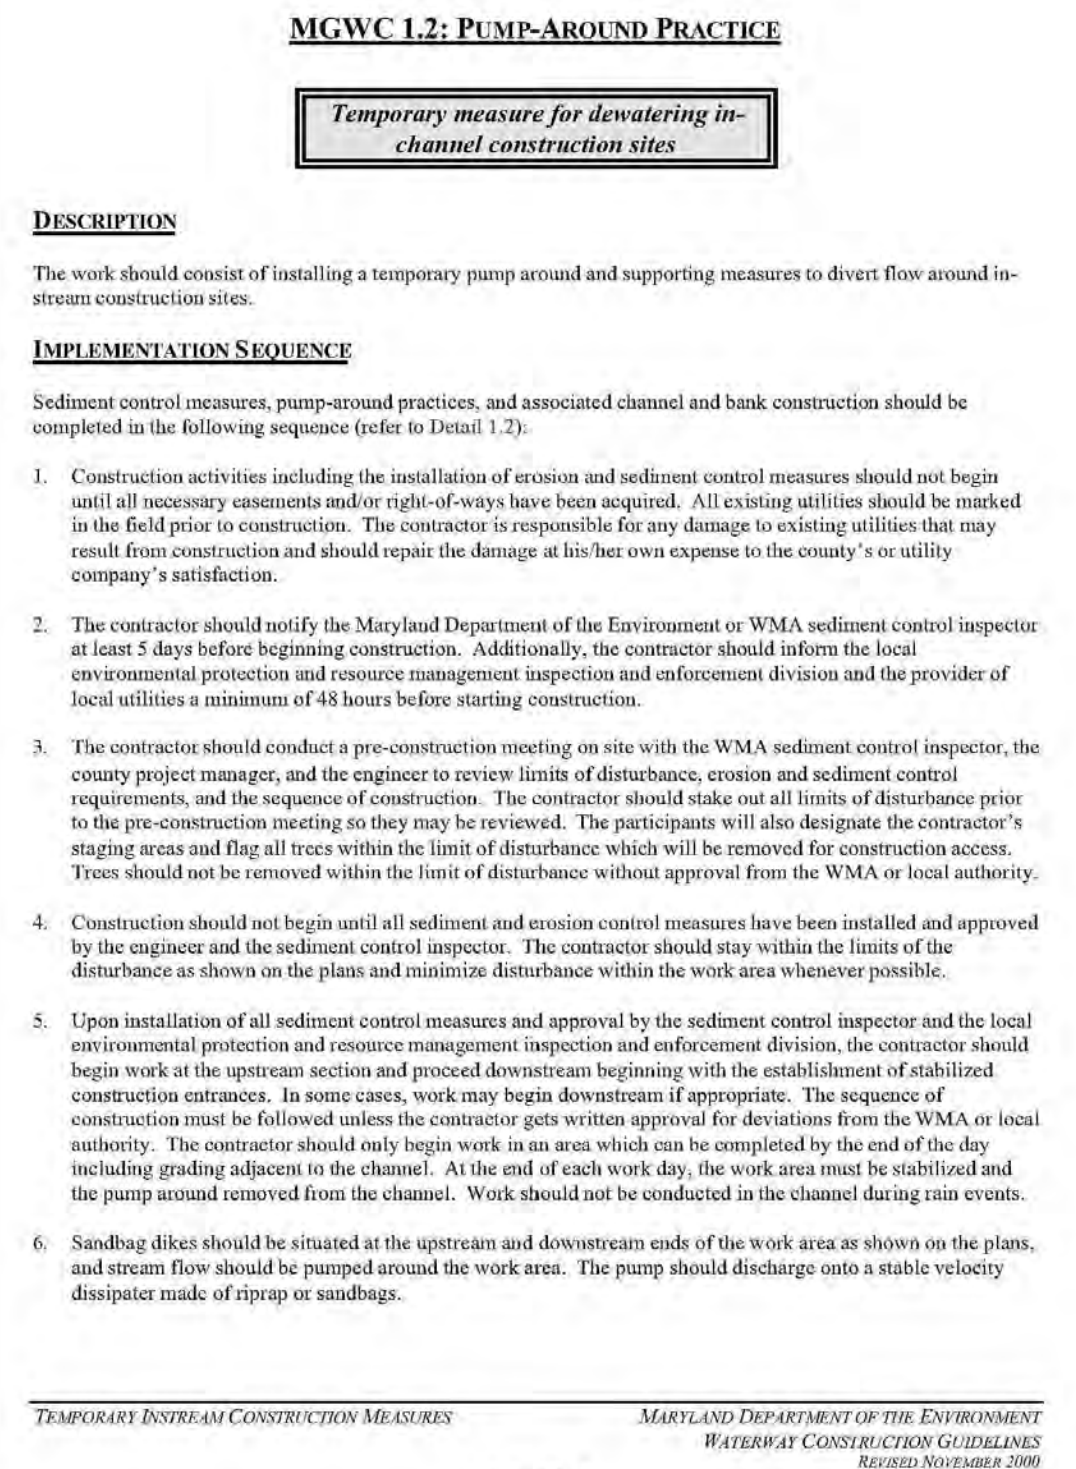 MGWC 1.2: PUMP-AROUND PRACTICE
Temporary measure for dewatering in-
channel construction sites
DESCRIPTION
The work should consist of installing a temporary pump around and supporting measures to divert flow around in-
stream construction sites.
IMPLEMENTATION SEQUENCE
Sediment control measures, pump-around practices, and associated channel and bank construction should be
completed in the following sequence (refer to Detail 1.2):
1. Construction activities including the installation of erosion and sediment control measures should not begin
until all necessary easements and/or right-of-ways have been acquired. All existing utilities should be marked
in the field prior to construction. The contractor is responsible for any damage to existing utilities that may
result from construction and should repair the damage at his/her own expense to the county's or utility
company's satisfaction.
2. The contractor should notify the Maryland Department of the Environment or WMA sediment control inspector
at least 5 days before beginning construction. Additionally, the contractor should inform the local
environmental protection and resource management inspection and enforcement division and the provider of
local utilities a minimum of 48 hours before starting construction.
3. The contractor should conduct a pre-construction meeting on site with the WMA sediment control inspector, the
county project manager, and the engineer to review limits of disturbance, erosion and sediment control
requirements, and the sequence of construction. The contractor should stake out all limits of disturbance prior
to the pre-construction meeting so they may be reviewed. The participants will also designate the contractor's
staging areas and flag all trees within the limit of disturbance which will be removed for construction access.
Trees should not be removed within the limit of disturbance without approval from the WMA or local authority.
4. Construction should not begin until all sediment and erosion control measures have been installed and approved
by the engineer and the sediment control inspector. The contractor should stay within the limits of the
disturbance as shown on the plans and minimize disturbance within the work area whenever possible.
5. Upon installation of all sediment control measures and approval by the sediment control inspector and the local
environmental protection and resource management inspection and enforcement division, the contractor should
begin work at the upstream section and proceed downstream beginning with the establishment of stabilized
construction entrances. In some cases, work may begin downstream if appropriate. The sequence of
construction must be followed unless the contractor gets written approval for deviations from the WMA or local
authority. The contractor should only begin work in an area which can be completed by the end of the day
including grading adjacent to the channel. At the end of each work day, the work area must be stabilized and
the pump around removed from the channel. Work should not be conducted in the channel during rain events.
6. Sandbag dikes should be situated at the upstream and downstream ends of the work area as shown on the plans,
and stream flow should be pumped around the work area. The pump should discharge onto a stable velocity
dissipater made of riprap or sandbags.
TEMPORARY INSTREAM CONSTRUCTION MEASURES
MARYLAND DEPARTMENT OF THE ENVIRONMENT
WATERWAY CONSTRUCTION GUIDELINES
REVISED NOVEMBER 2000